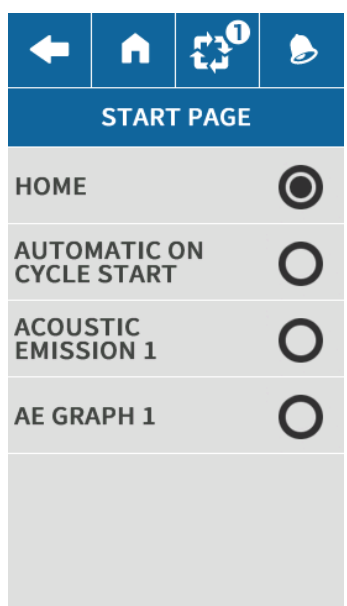 1
START PAGE
HOME
AUTOMATIC ON
CYCLE START
ACOUSTIC
EMISSION 1
AE GRAPH 1